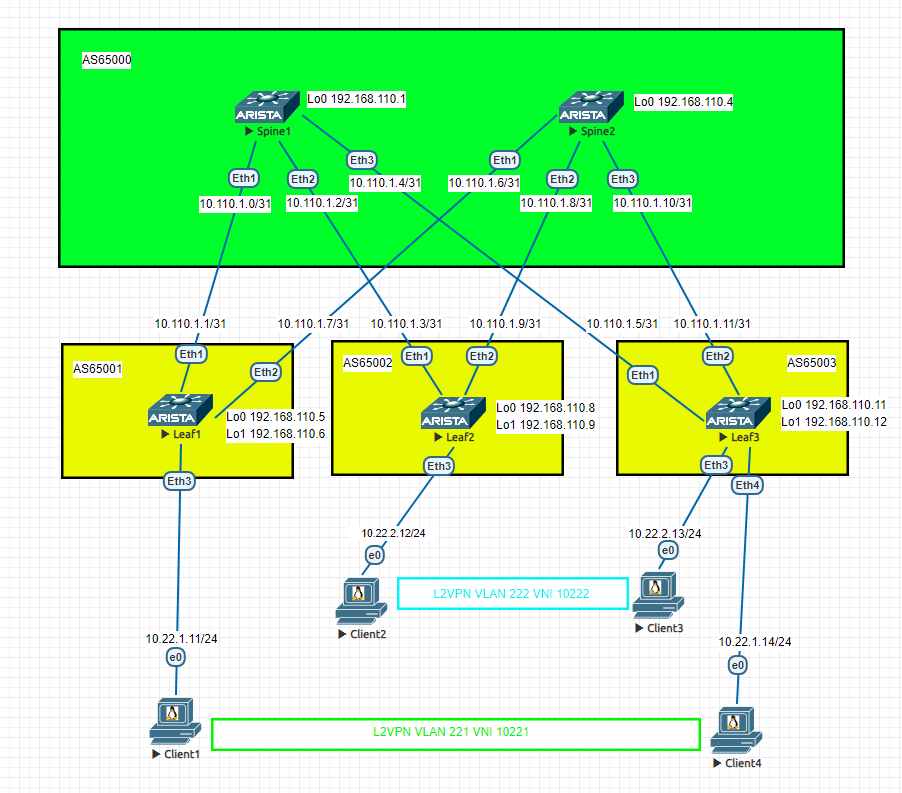 AS65000
ARISTA
Spine1
Lo0 192.168.110.1
ARISTA
Spine2
Lo0 192.168.110.4
Eth1
Eth2
Eth3
Eth1
Eth2
Eth3
10.110.1.0/31
10.110.1.2/31
10.110.1.4/31
10.110.1.6/31
10.110.1.8/31
10.110.1.10/31
10.110.1.1/31
10.110.1.7/31
10.110.1.3/31
10.110.1.9/31
10.110.1.5/31
10.110.1.11/31
AS65001
Eth1
Eth2
ARISTA
Leaf1
Lo0 192.168.110.5
Lo1 192.168.110.6
Eth3
AS65002
Eth1
Eth2
ARISTA
Leaf2
Lo0 192.168.110.8
Lo1 192.168.110.9
Eth3
AS65003
Eth1
Eth2
ARISTA
Leaf3
Lo0 192.168.110.11
Lo1 192.168.110.12
Eth3
Eth4
10.22.2.12/24
e0
Client2
L2VPN VLAN 222 VNI 10222
10.22.2.13/24
e0
Client3
10.22.1.11/24
e0
Client1
L2VPN VLAN 221 VNI 10221
10.22.1.14/24
e0
Client4